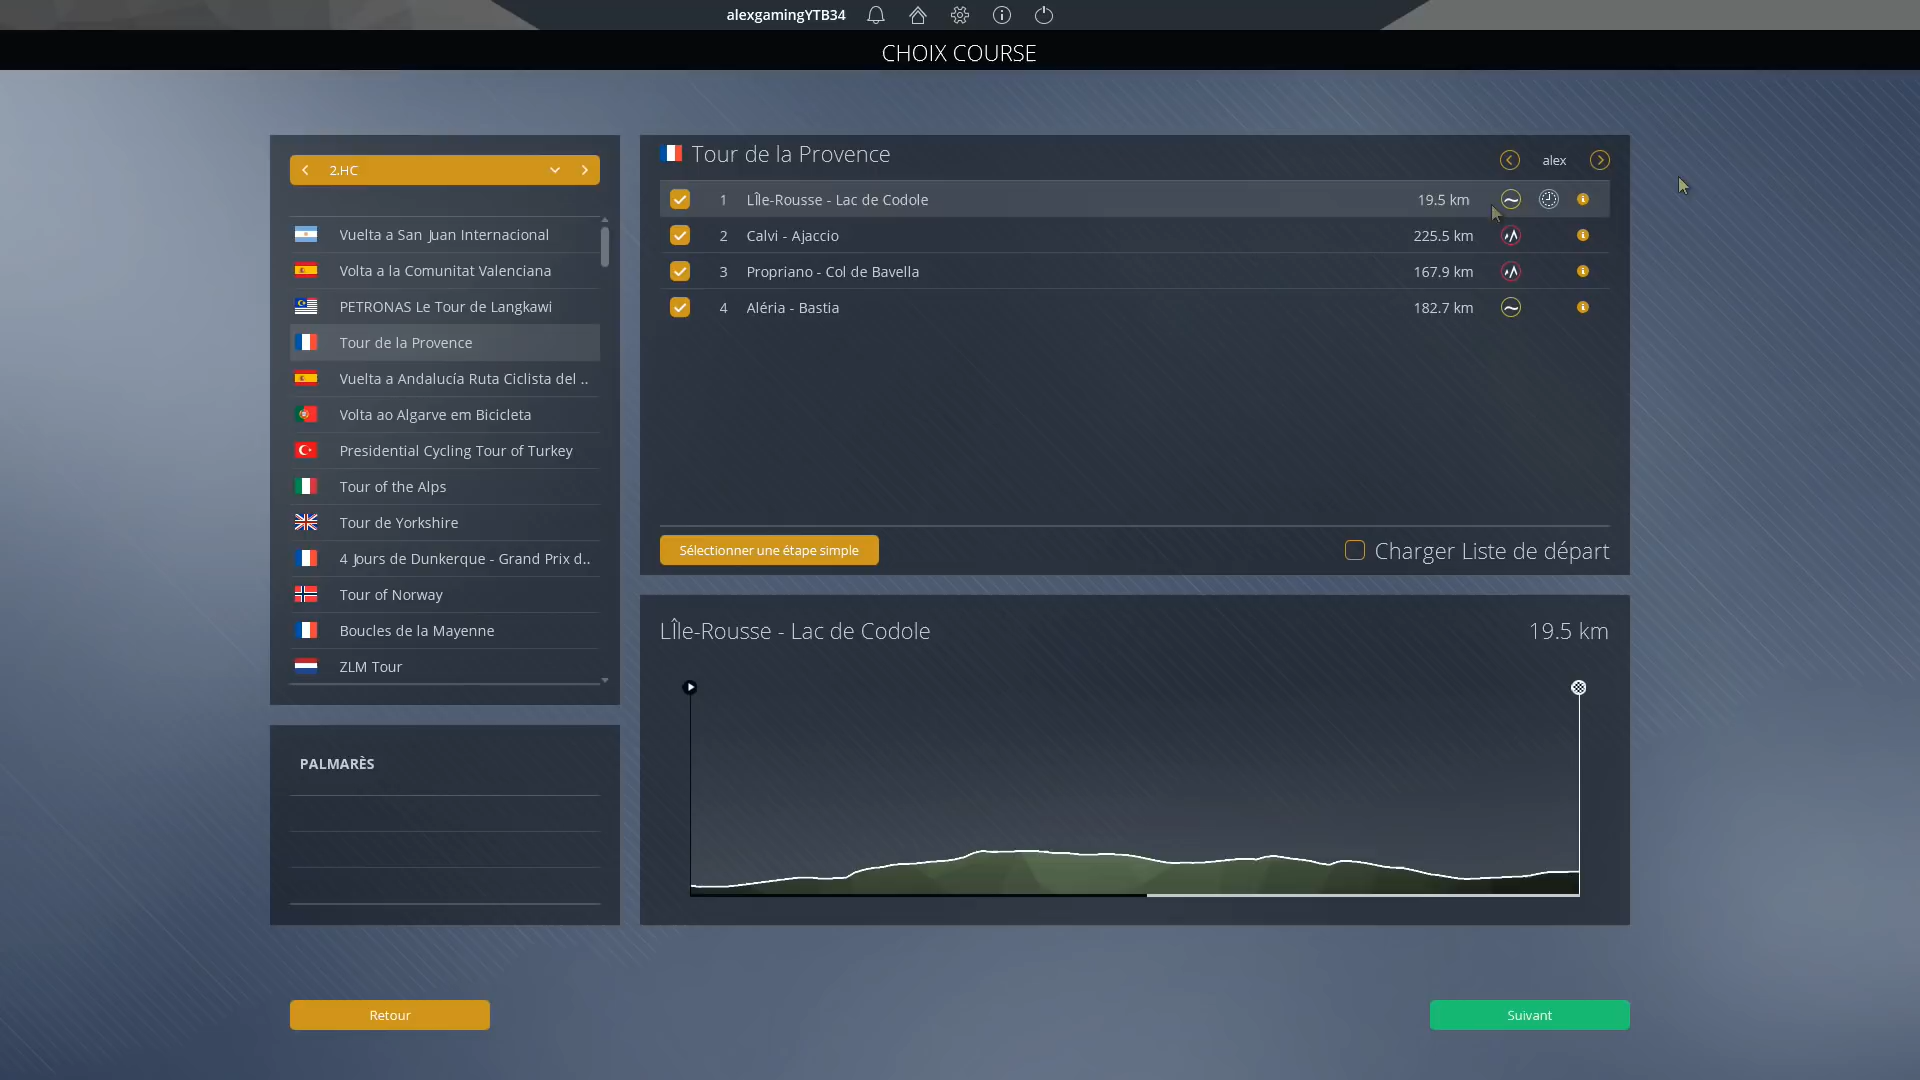 alexgamingYTB34
CHOIX COURSE
2.HC
Vuelta a San Juan Internacional
Volta a la Comunitat Valenciana
PETRONAS Le Tour de Langkawi
Tour de la Provence
Vuelta a Andalucía Ruta Ciclista del ..
Volta ao Algarve em Bicicleta
Presidential Cycling Tour of Turkey
Tour of the Alps
Tour de Yorkshire
4 Jours de Dunkerque - Grand Prix d..
Tour of Norway
Boucles de la Mayenne
ZLM Tour
PALMARÈS
Tour de la Provence
alex
1 LÎle-Rousse - Lac de Codole 19.5 km
2 Calvi - Ajaccio 225.5 km
3 Propriano - Col de Bavella 167.9 km
4 Aléria - Bastia 182.7 km
Sélectionner une étape simple
Charger Liste de départ
LÎle-Rousse - Lac de Codole 19.5 km
Retour
Suivant